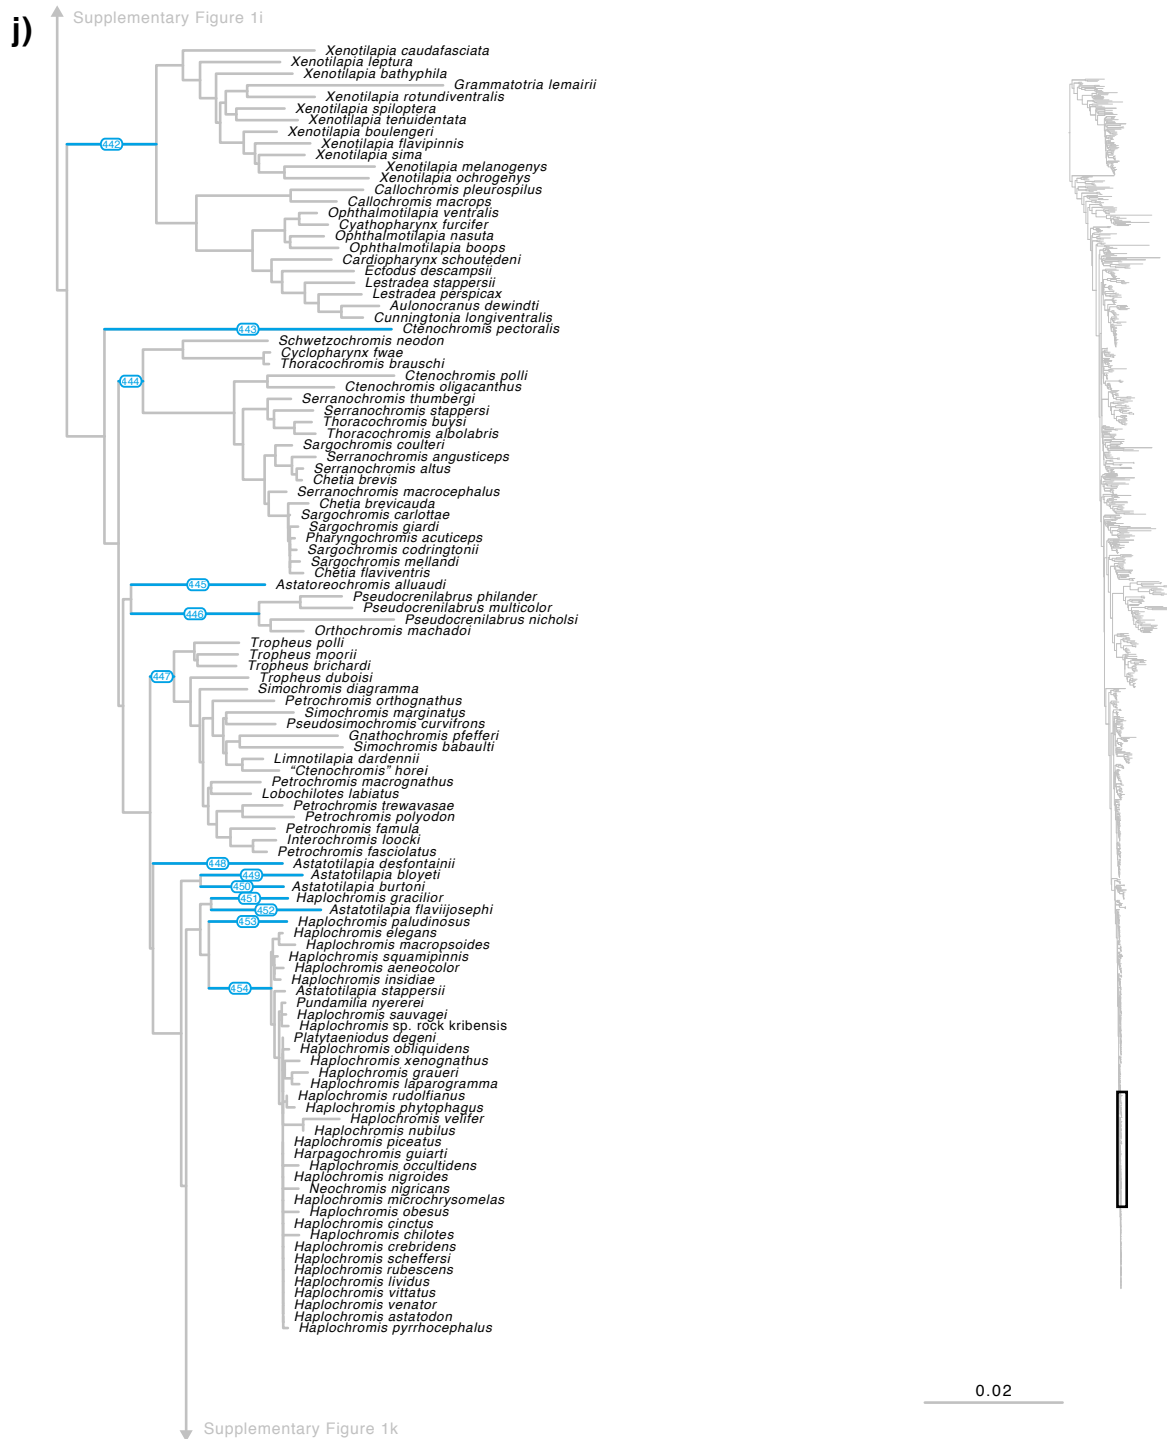 j)
Supplementary Figure 1i
Xenotilapia caudafasciata
Xenotilapia leptura
Xenotilapia bathyphila
Grammatotria lemairii
Xenotilapia rotundiventralis
Xenotilapia spiloptera
Xenotilapia tenuidentata
Xenotilapia boulengeri
442
Xenotilapia flavipinnis
Xenotilapia sima
Xenotilapia melanogenys
Xenotilapia ochrogenys
Callochromis pleurospilus
Callochromis macrops
Ophthalmotilapia ventralis
Cyathopharynx furcifer
Ophthalmotilapia nasuta
Ophthalmotilapia boops
Cardiopharynx schoutedeni
Ectodus descampsii
Lestradea stappersii
Lestradea perspicax
Aulonocranus dewindti
Cunningtonia longiventralis
443
Ctenochromis pectoralis
Schwetzochromis neodon
Cyclopharynx fwae
Thoracochromis brauschi
444
Ctenochromis polli
Ctenochromis oligacanthus
Serranochromis thumbergi
Serranochromis stappersi
Thoracochromis buysi
Thoracochromis albolabris
Sargochromis coulteri
Serranochromis angusticeps
Serranochromis altus
Chetia brevis
Serranochromis macrocephalus
Chetia brevicauda
Sargochromis carlottae
Sargochromis giardi
Pharyngochromis acuticeps
Sargochromis codringtonii
Sargochromis mellandi
Chetia flaviventris
445
Astatoreochromis alluaudi
Pseudocrenilabrus philander
446
Pseudocrenilabrus multicolor
Pseudocrenilabrus nicholsi
Orthochromis machadoi
Tropheus polli
Tropheus moorii
Tropheus brichardi
447
Tropheus duboisi
Simochromis diagramma
Petrochromis orthognathus
Simochromis marginatus
Pseudosimochromis curvifrons
Gnathochromis pfefferi
Simochromis babaulti
Limnotilapia dardennii
"Ctenochromis" horei
Petrochromis macrognathus
Lobochilotes labiatus
Petrochromis trewavasae
Petrochromis polyodon
Petrochromis famula
Interochromis loocki
Petrochromis fasciolatus
448
Astatotilapia desfontainii
449
Astatotilapia bloyeti
450
Astatotilapia burtoni
451
Haplochromis gracilior
452
Astatotilapia flaviijosephi
453
Haplochromis paludinosus
Haplochromis elegans
Haplochromis macropsoides
Haplochromis squamipinnis
Haplochromis aeneocolor
Haplochromis insidiae
454
Astatotilapia stappersii
Pundamilia nyererei
Haplochromis sauvagei
Haplochromis sp. rock kribensis
Platytaeniodus degeni
Haplochromis obliquidens
Haplochromis xenognathus
Haplochromis graueri
Haplochromis laparogramma
Haplochromis rudolfianus
Haplochromis phytophagus
Haplochromis velifer
Haplochromis nubilus
Haplochromis piceatus
Harpagochromis guiarti
Haplochromis occultidens
Haplochromis nigroides
Neochromis nigricans
Haplochromis microchrysomelas
Haplochromis obesus
Haplochromis cinctus
Haplochromis chilotes
Haplochromis crebridens
Haplochromis scheffersi
Haplochromis rubescens
Haplochromis lividus
Haplochromis vittatus
Haplochromis venator
Haplochromis astatodon
Haplochromis pyrrhocephalus
0.02
Supplementary Figure 1k